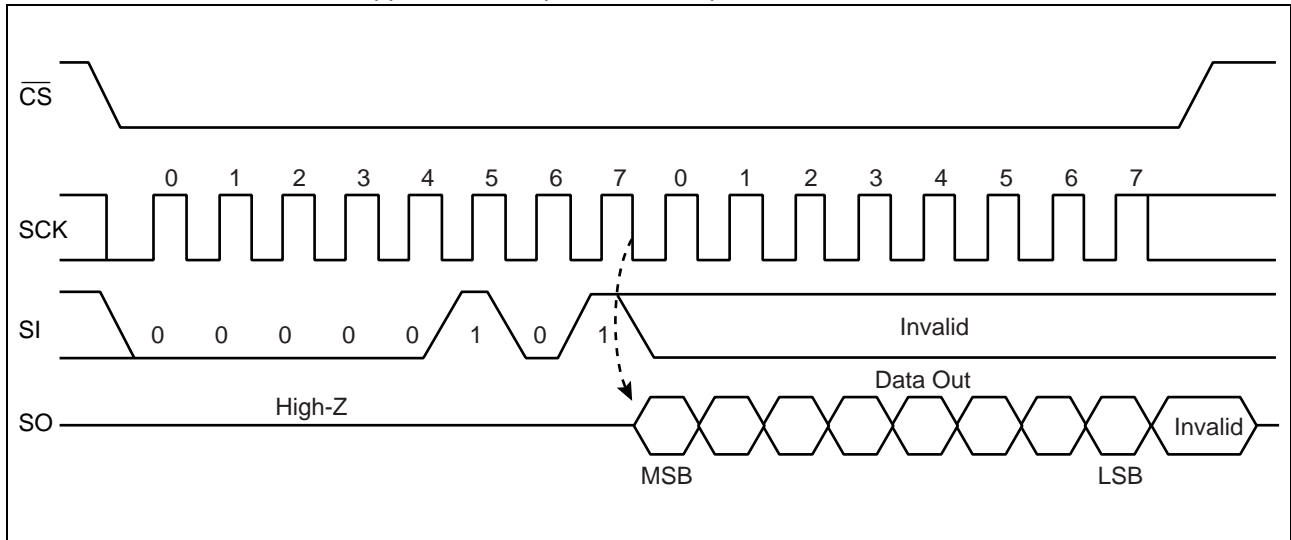 CS
0 1 2 3 4 5 6 7 0 1 2 3 4 5 6 7
SCK
SI 0 0 0 0 0 1 0 1 Invalid
Data Out
High-Z
SO Invalid
MSB LSB